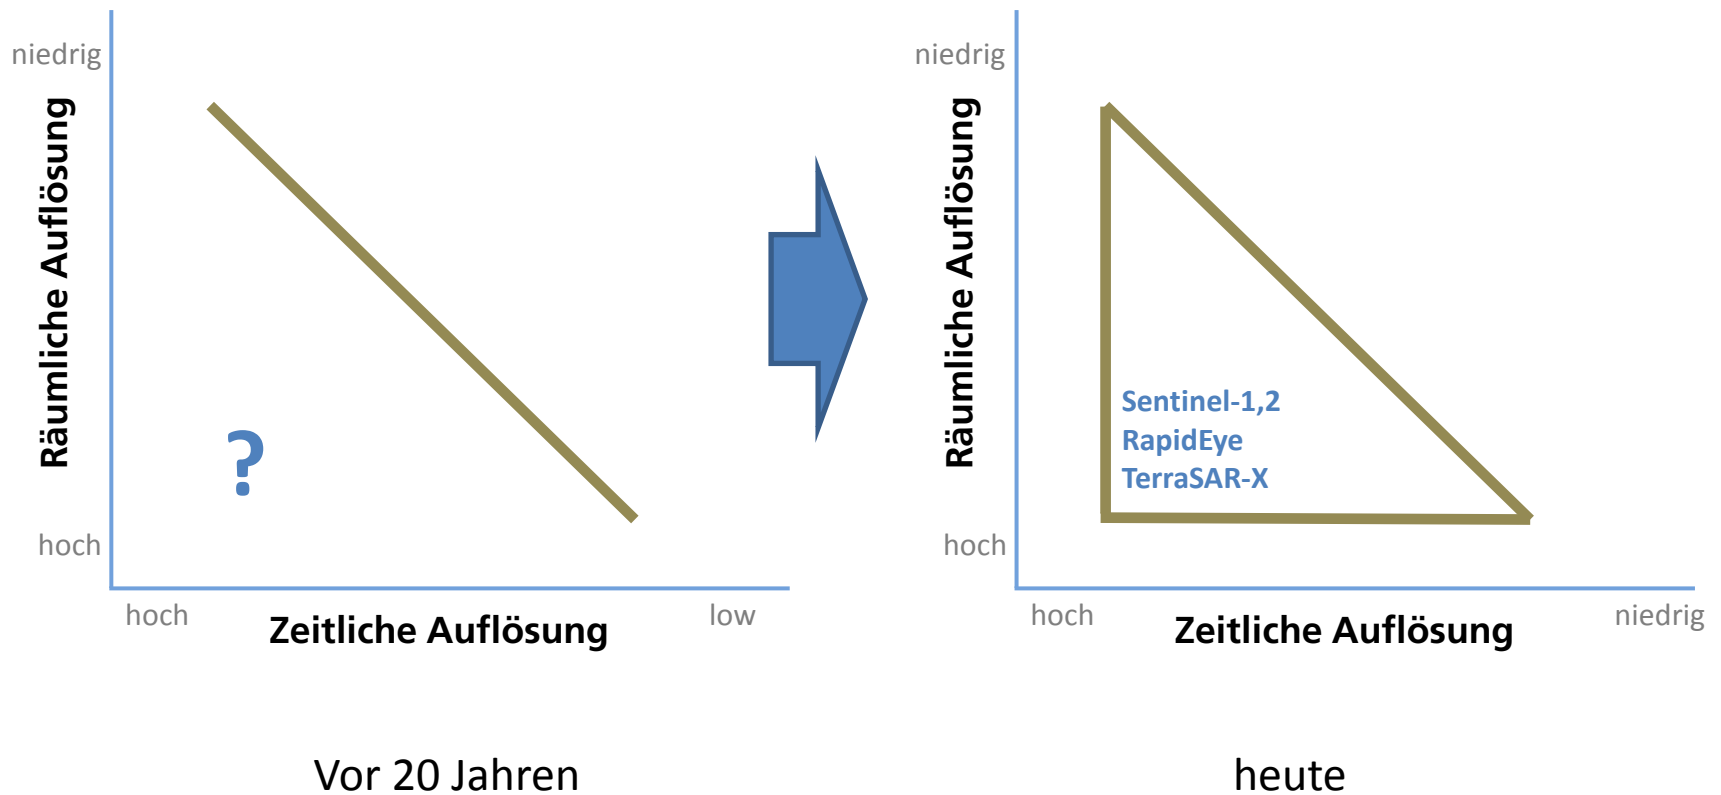 niedrig
Räumliche Auflösung
?
hoch
hoch
low
Zeitliche Auflösung
Vor 20 Jahren
niedrig
Räumliche Auflösung
Sentinel-1,2
RapidEye
TerraSAR-X
hoch
hoch
niedrig
Zeitliche Auflösung
heute